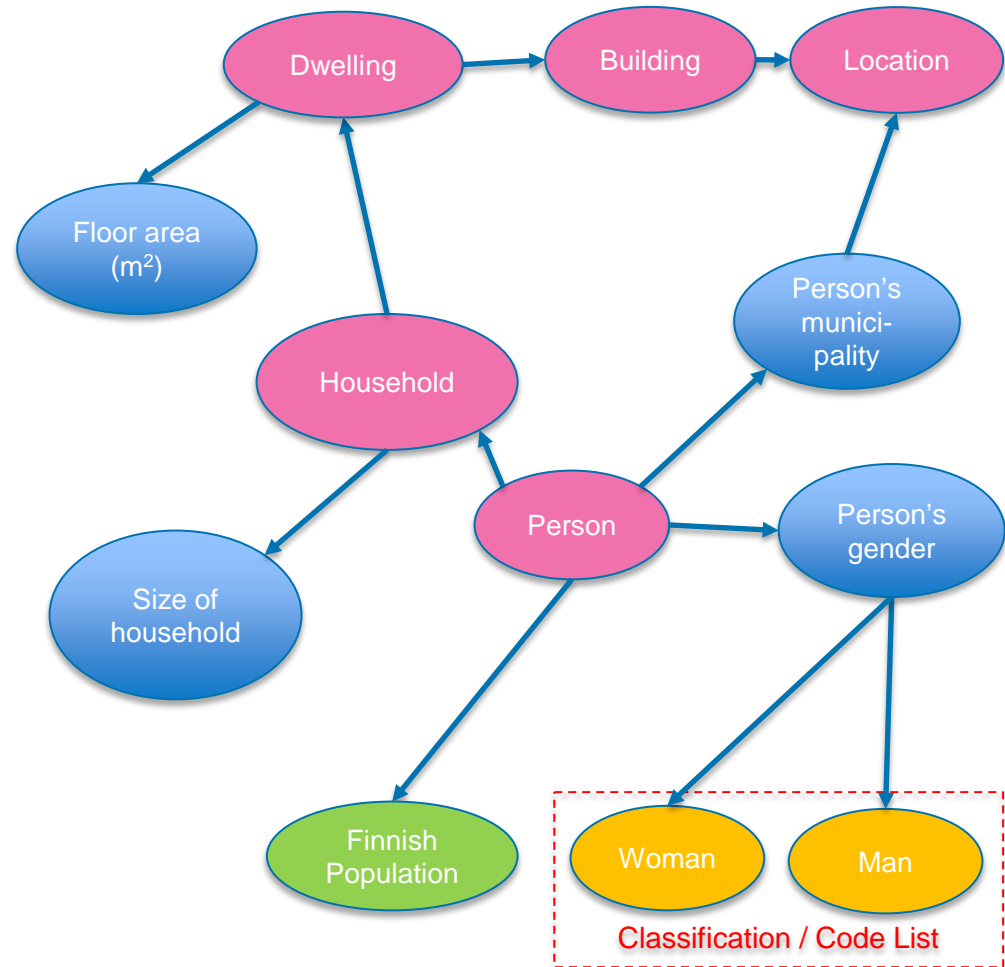 Dwelling
Building
Location
Floor area
(m²)
Person's
munici-
pality
Household
Person
Person's
gender
Size of
household
Finnish
Population
Woman
Man
Classification / Code List